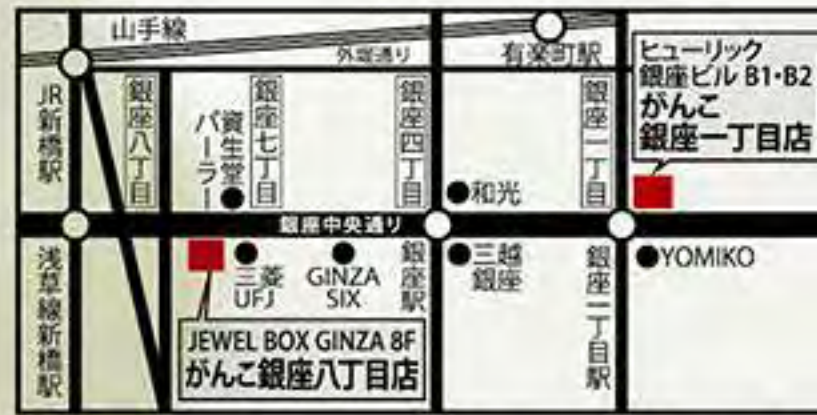 山手線
外堀通り
有楽町駅
ヒューリック
銀座ビル B1・B2
がんこ
銀座一丁目店
JR新橋駅
銀座八丁目
資生堂
パーラー
銀座七丁目
銀座四丁目
銀座一丁目
和光
銀座中央通り
浅草線新橋駅
三菱
UFJ
GINZA
SIX
銀座駅
三越
銀座
銀座一丁目駅
YOMIKO
JEWEL BOX GINZA 8F
がんこ銀座八丁目店